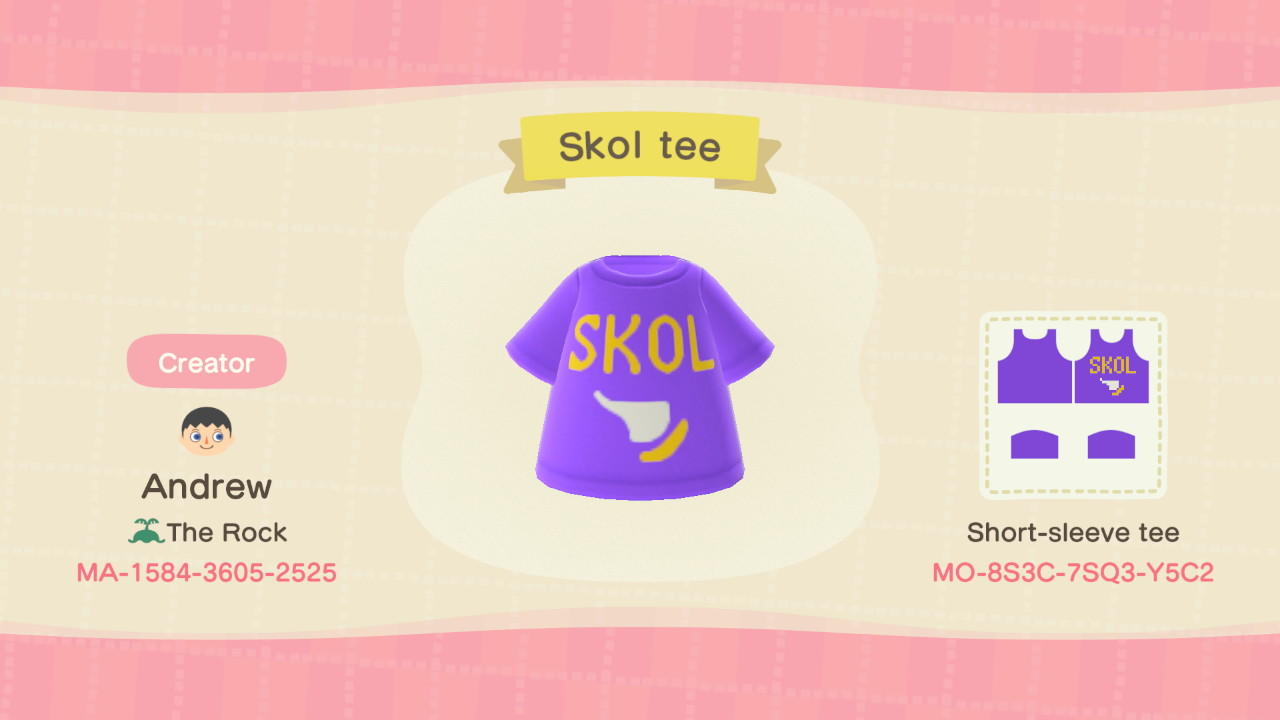 Skol tee
SKOL
Creator
Andrew
The Rock
MA-1584-3605-2525
SKOL
Short-sleeve tee
MO-8S3C-7SQ3-Y5C2